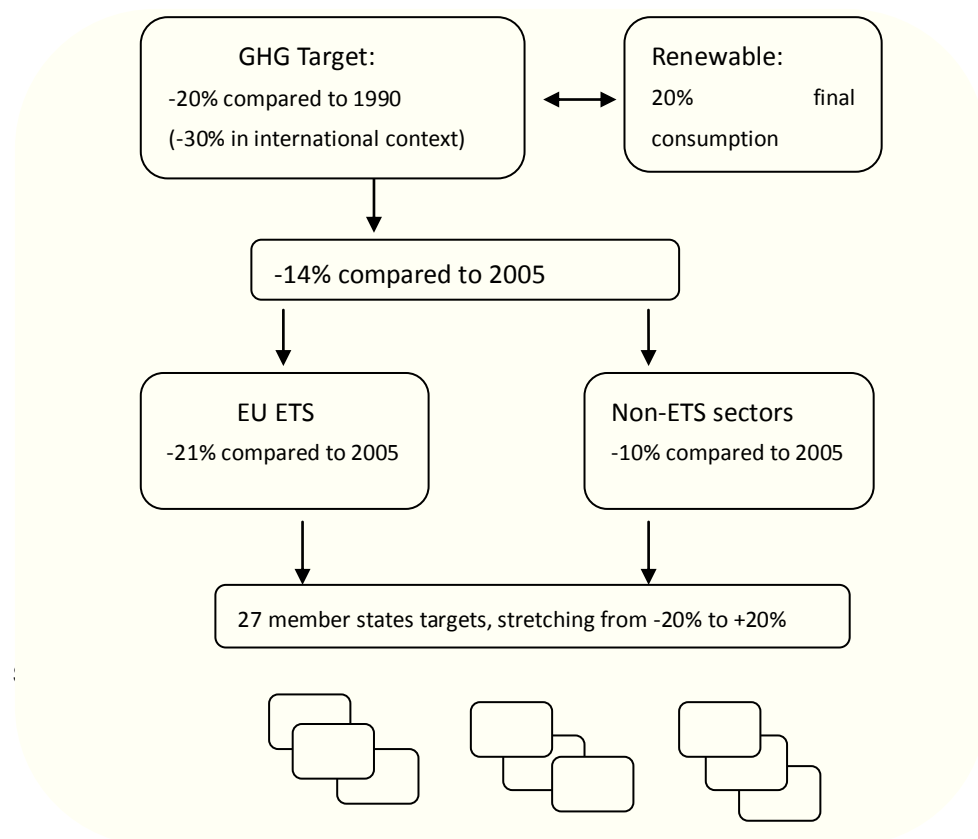 GHG Target:
-20% compared to 1990
(-30% in international context)
Renewable:
20% final
consumption
-14% compared to 2005
EU ETS
-21% compared to 2005
Non-ETS sectors
-10% compared to 2005
27 member states targets, stretching from -20% to +20%